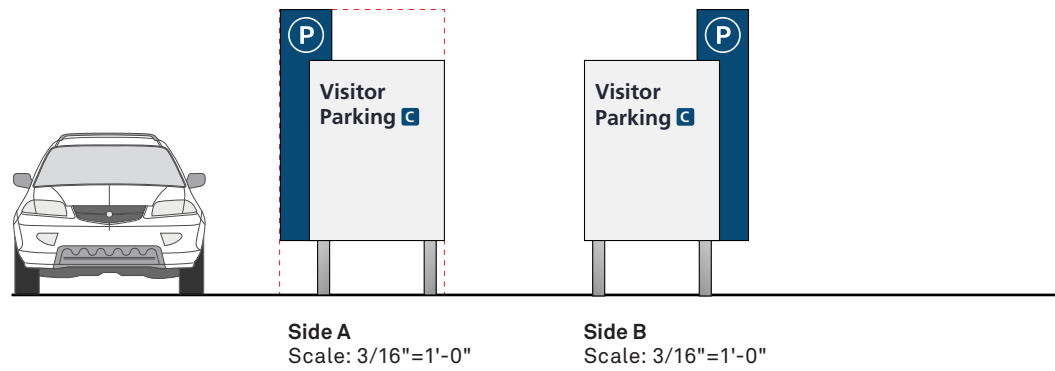 P
Visitor
Parking C
Side A
Scale: 3/16"=1'-0"
P
Visitor
Parking C
Side B
Scale: 3/16"=1'-0"